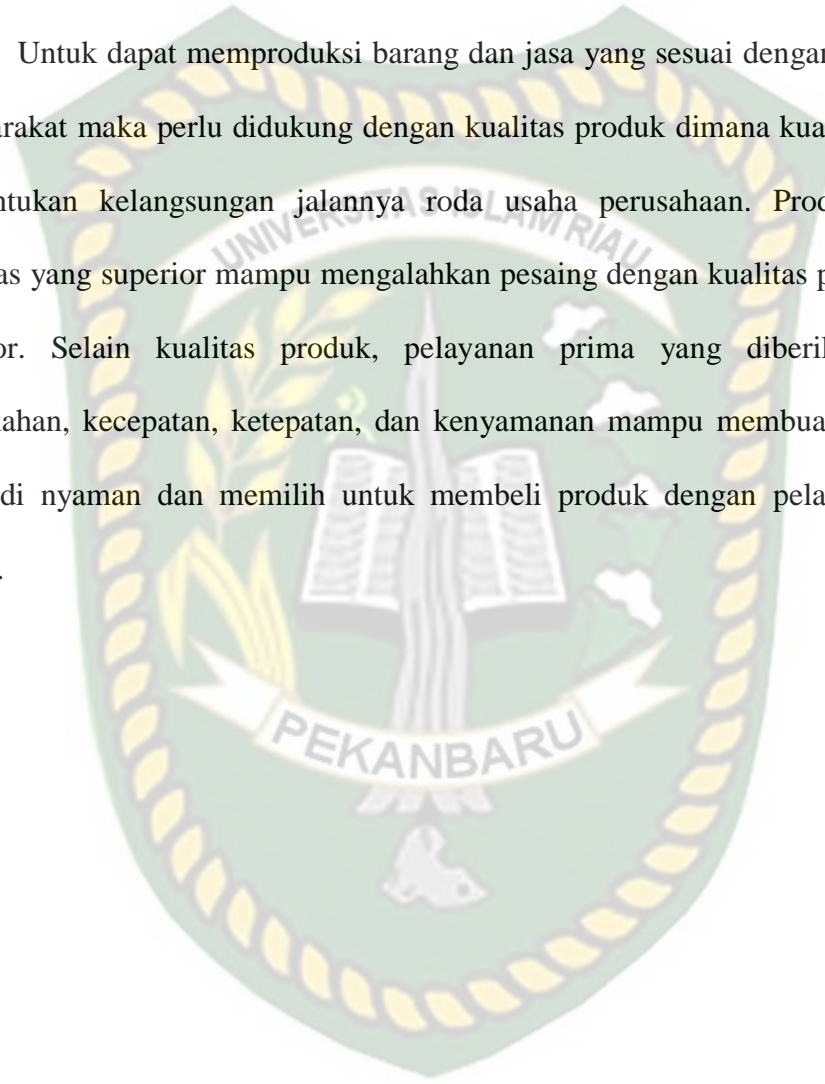 Untuk dapat memproduksi barang dan jasa yang sesuai dengan
arakat maka perlu didukung dengan kualitas produk dimana kua
ntukan kelangsungan jalannya roda usaha perusahaan. Prod
as yang superior mampu mengalahkan pesaing dengan kualitas p
or. Selain kualitas produk, pelayanan prima yang diberil
ahan, kecepatan, ketepatan, dan kenyamanan mampu membua
di nyaman dan memilih untuk membeli produk dengan pela
.
UNIVERSITAS ISLAM RIAU
PEKANBARU